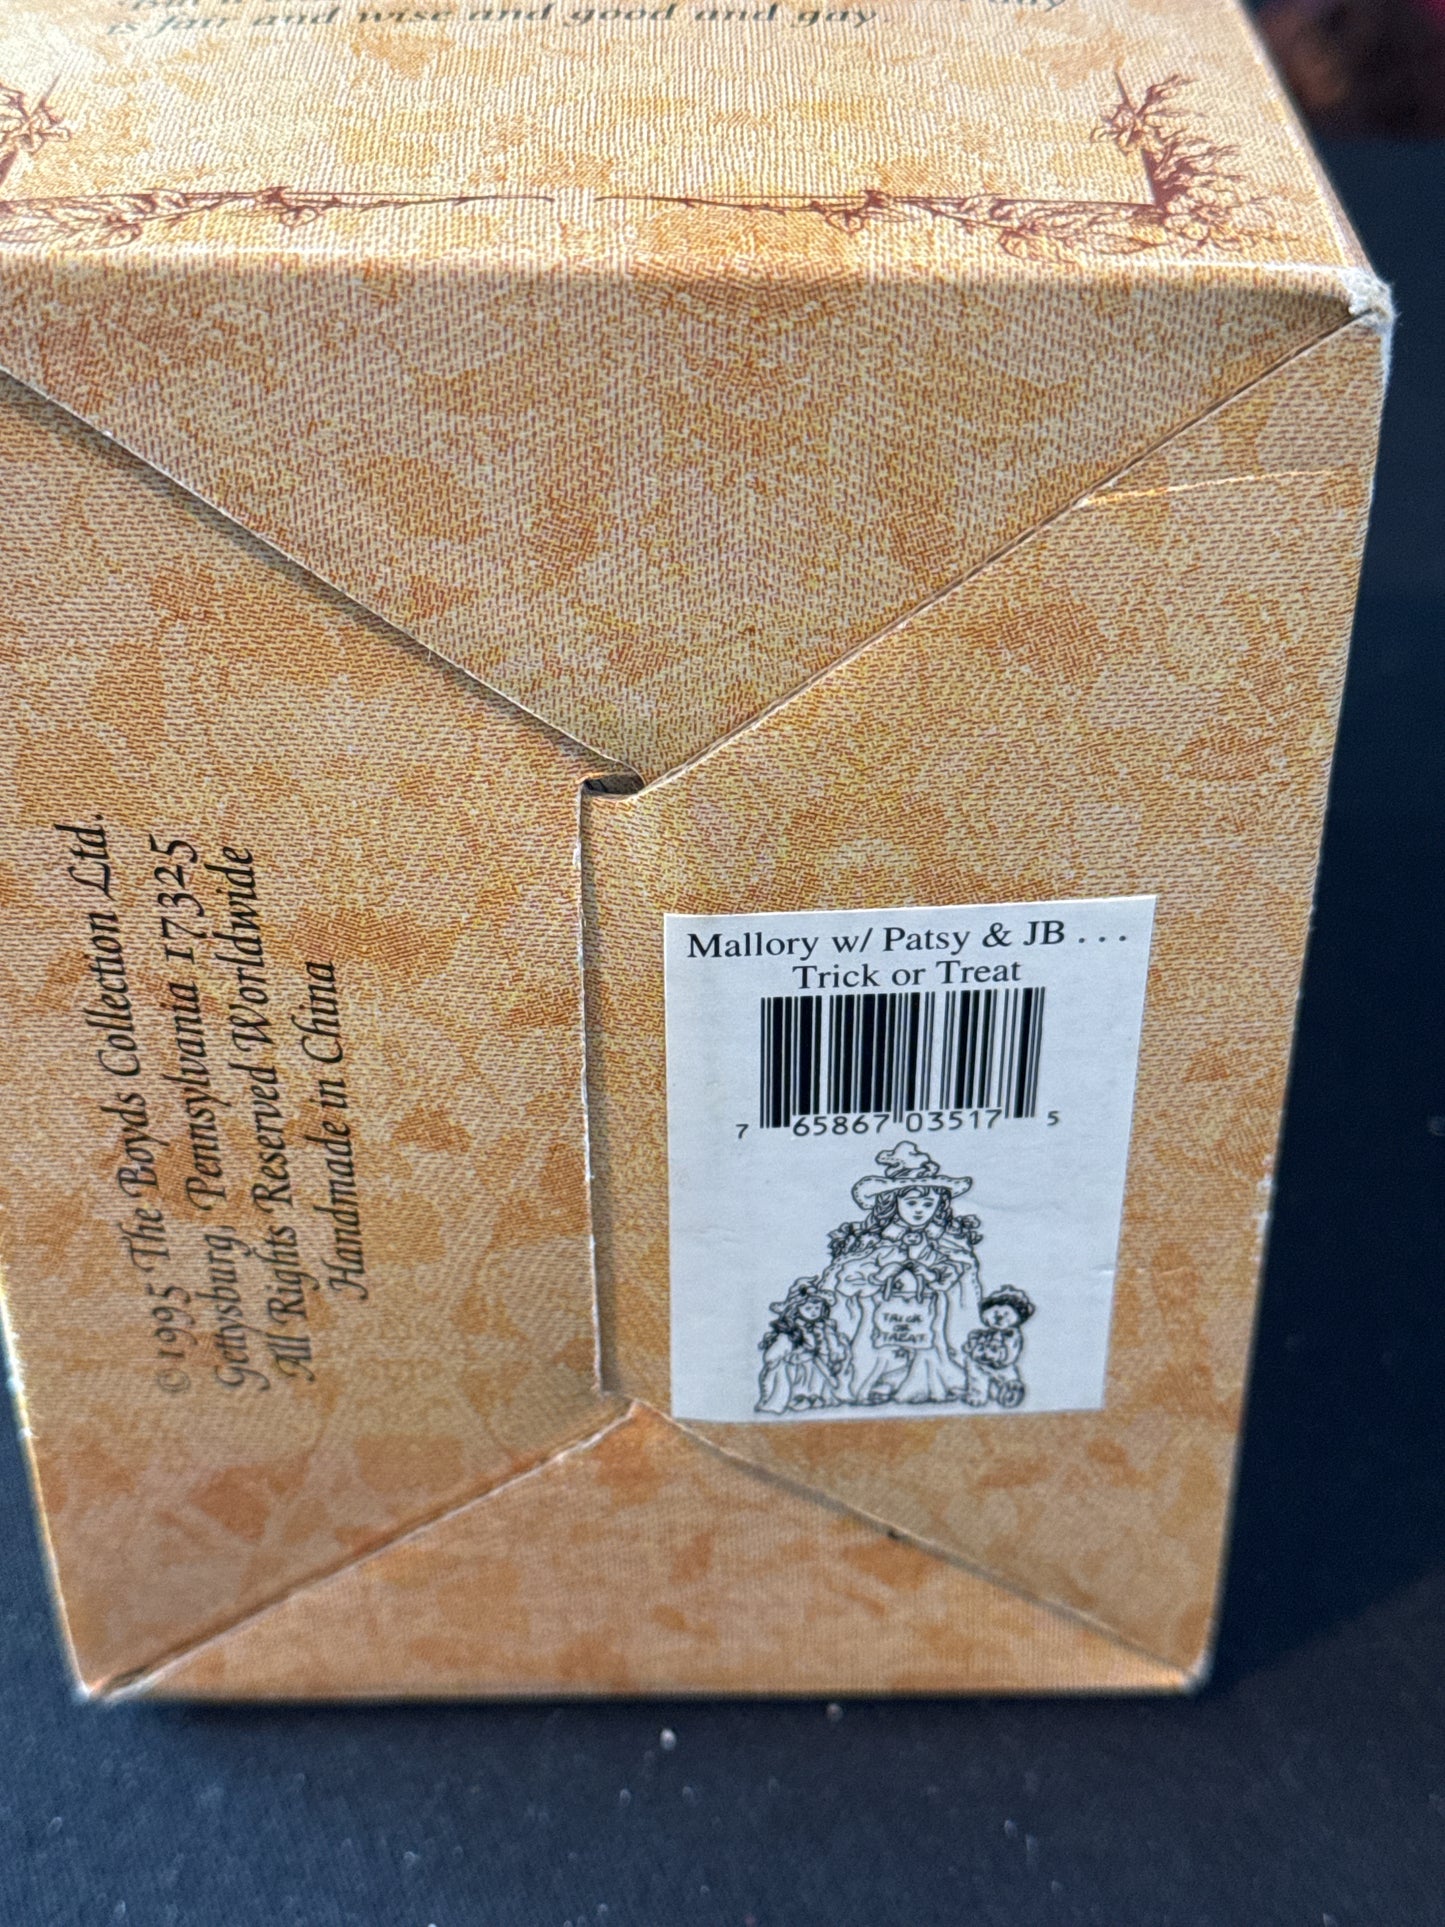 is fair and wise and good and gay.
©1995 The Boyds Collection Ltd.
Gettysburg, Pennsylvania 17325
All Rights Reserved Worldwide
Handmade in China
Mallory w/ Patsy & JB . . .
Trick or Treat
7 65867 03517 5
TRICK
OR
TREAT